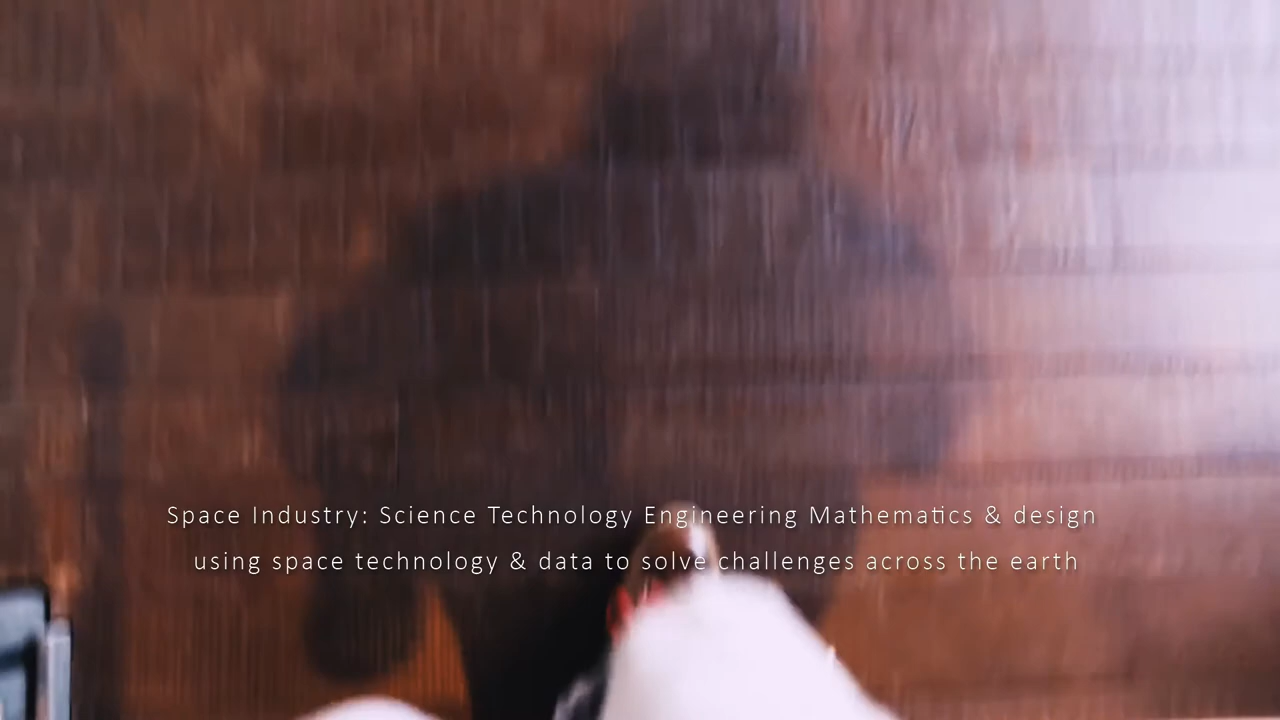 Space Industry: Science Technology Engineering Mathematics & design
using space technology & data to solve challenges across the earth